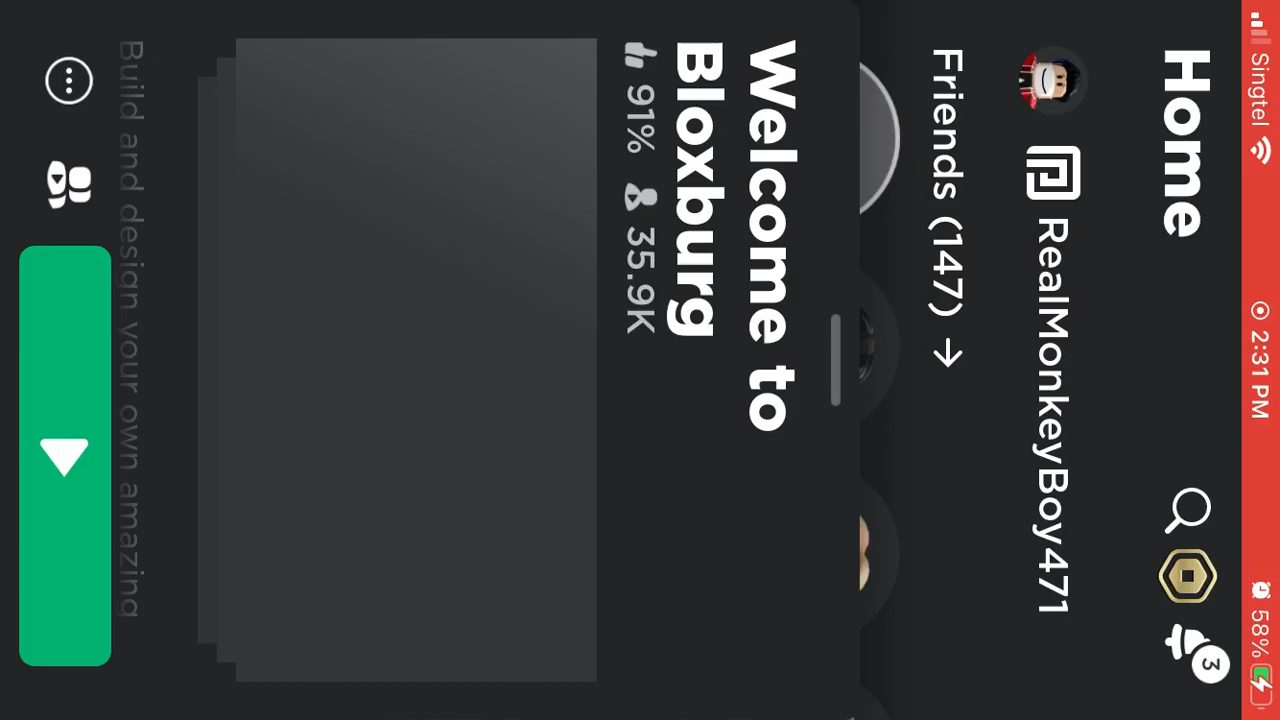 Singtel 2:31 PM 58%
Home
3
RealMonkeyBoy471
Friends (147) →
Welcome to
Bloxburg
91% 35.9K
Build and design your own amazing